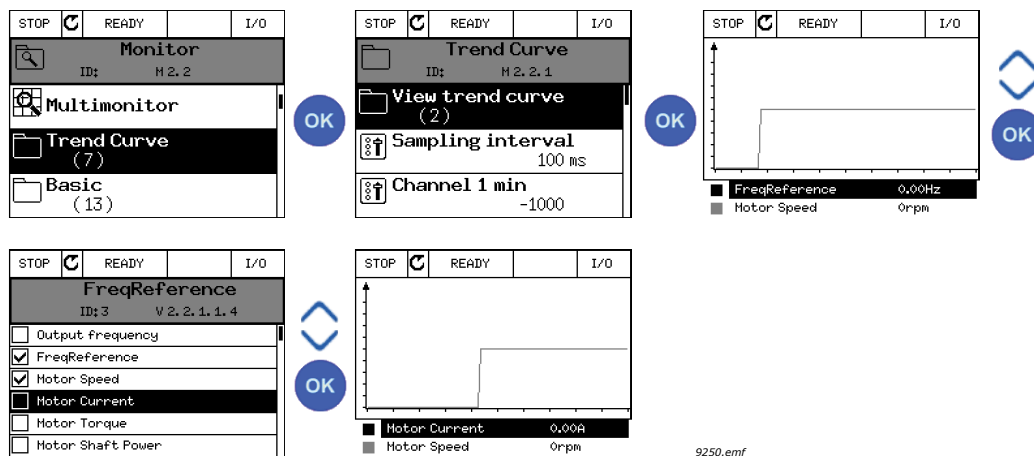 STOP READY I/O
Monitor
ID: M2.2
Multimonitor
Trend Curve
(7)
Basic
(13)
OK
STOP READY I/O
Trend Curve
ID: M2.2.1
View trend curve
(2)
Sampling interval
100 ms
Channel 1 min
-1000
OK
STOP READY I/O
FreqReference 0.00Hz
Motor Speed 0rpm
OK
STOP READY I/O
FreqReference
ID:3 V2.2.1.1.4
Output frequency
FreqReference
Motor Speed
Motor Current
Motor Torque
Motor Shaft Power
OK
STOP READY I/O
Motor Current 0.00A
Motor Speed 0rpm
9250.emf